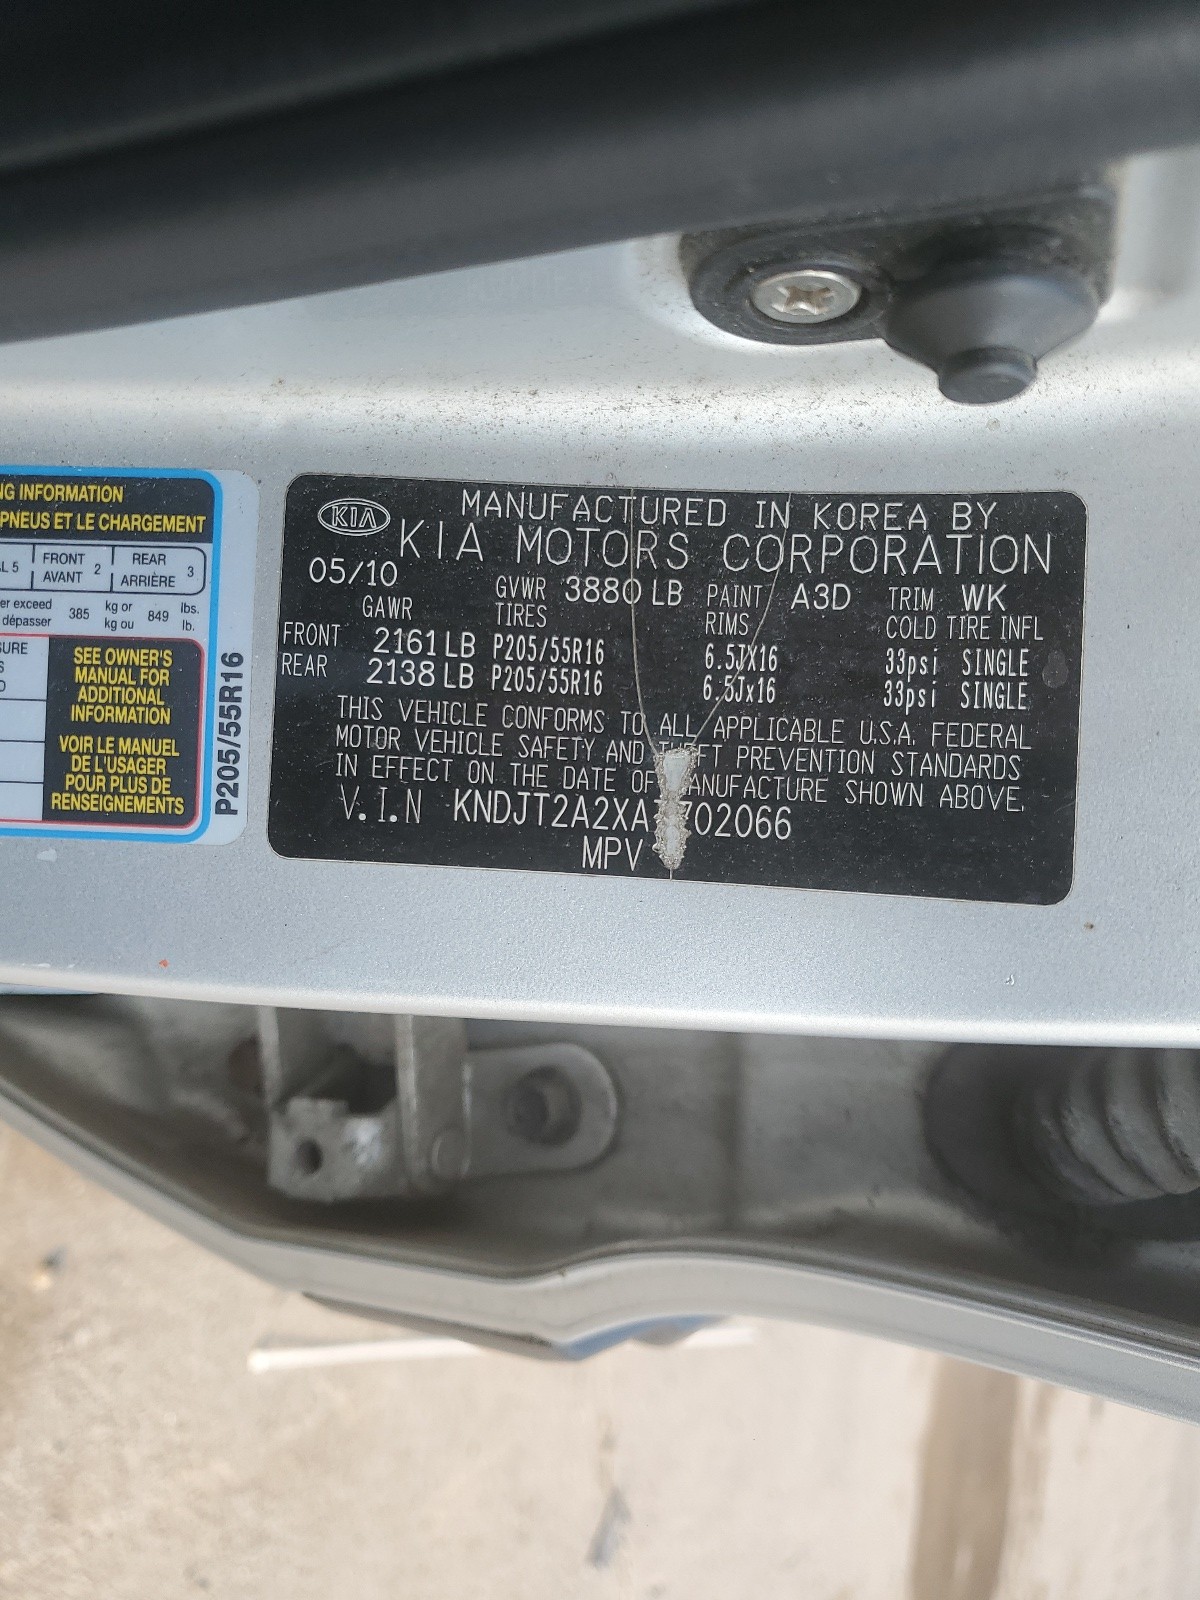 NG INFORMATION
PNEUS ET LE CHARGEMENT
L 5 FRONT AVANT 2 REAR ARRIÈRE 3
er exceed 385 kg or 849 lbs.
dépasser kg ou lb.
SURE
S
D
SEE OWNER'S
MANUAL FOR
ADDITIONAL
INFORMATION
VOIR LE MANUEL
DE L'USAGER
POUR PLUS DE
RENSEIGNEMENTS
P205/55R16
KIA
MANUFACTURED IN KOREA BY
KIA MOTORS CORPORATION
05/10 GVWR 3880 LB PAINT A3D TRIM WK
GAWR TIRES RIMS COLD TIRE INFL
FRONT 2161 LB P205/55R16 6.5JX16 33psi SINGLE
REAR 2138 LB P205/55R16 6.5Jx16 33psi SINGLE
THIS VEHICLE CONFORMS TO ALL APPLICABLE U.S.A. FEDERAL
MOTOR VEHICLE SAFETY AND THEFT PREVENTION STANDARDS
IN EFFECT ON THE DATE OF MANUFACTURE SHOWN ABOVE.
V.I.N KNDJT2A2XA 702066
MPV